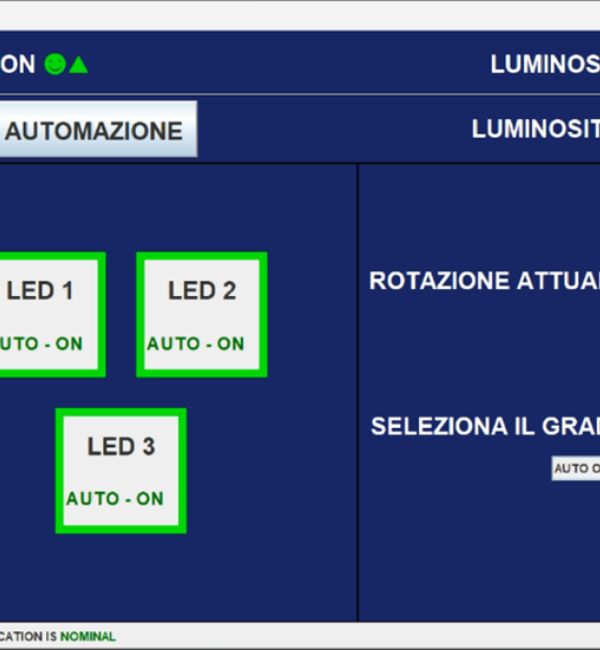 ON LUMINOS
AUTOMAZIONE LUMINOSIT
LED 1 LED 2
UTO - ON AUTO - ON
ROTAZIONE ATTUA
LED 3
AUTO - ON
SELEZIONA IL GRA
AUTO O
CATION IS NOMINAL